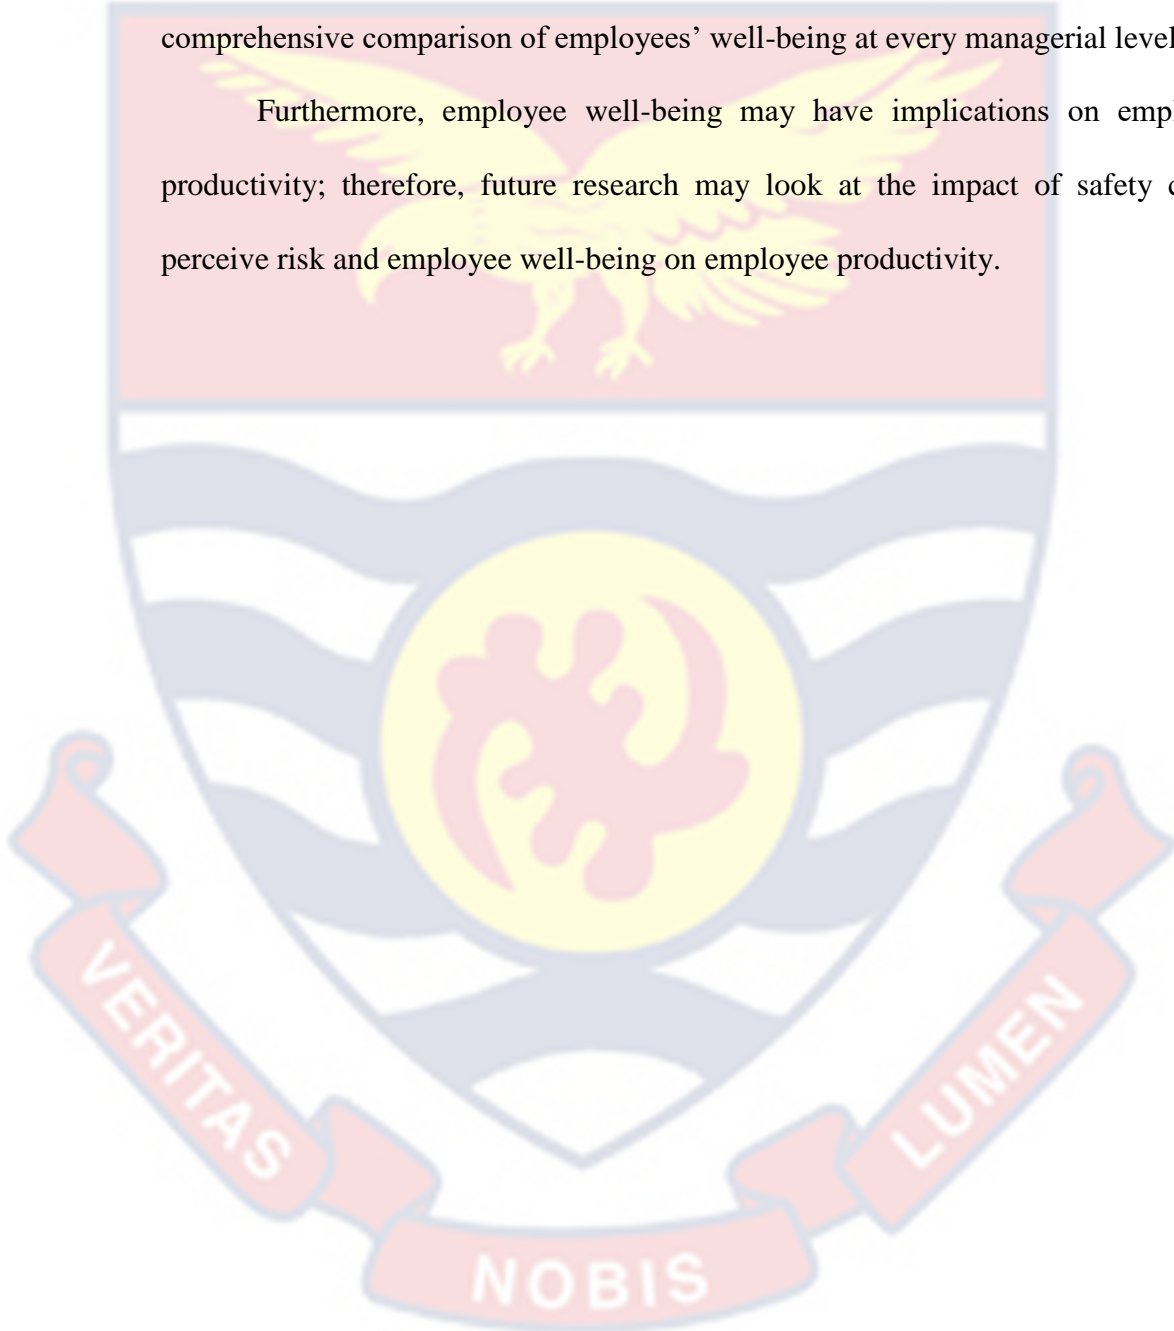 comprehensive comparison of employees’ well-being at every managerial level
Furthermore, employee well-being may have implications on
productivity; therefore, future research may look at the impact of safety
perceive risk and employee well-being on employee productivity.
VERITAS
NOBIS
LUMEN